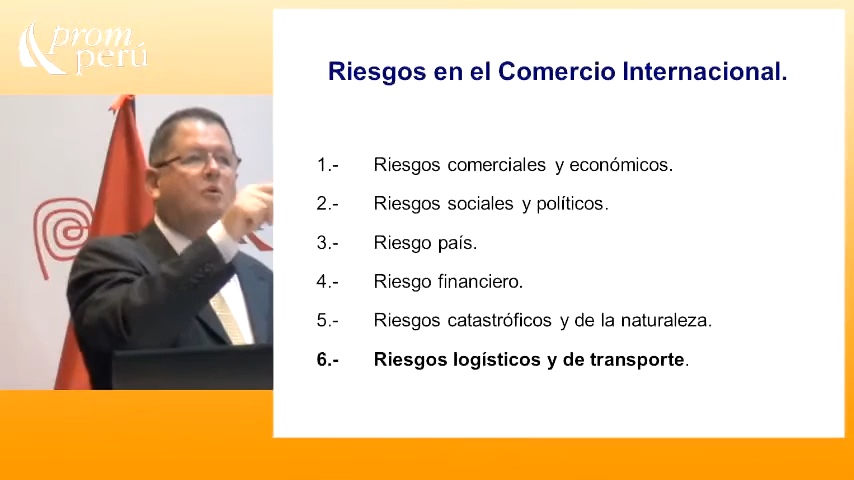 prom
perú
Riesgos en el Comercio Internacional.
1.- Riesgos comerciales y económicos.
2.- Riesgos sociales y políticos.
3.- Riesgo país.
4.- Riesgo financiero.
5.- Riesgos catastróficos y de la naturaleza.
6.- Riesgos logísticos y de transporte.